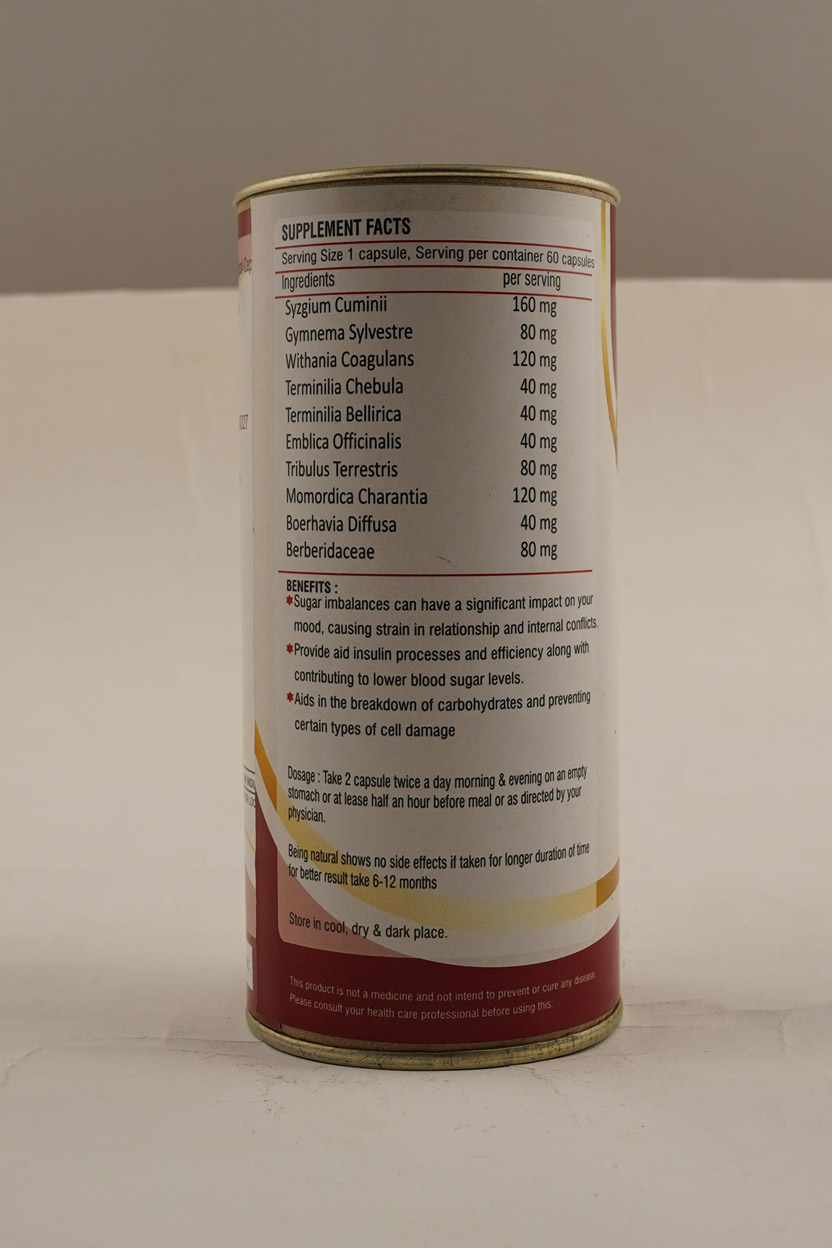 SUPPLEMENT FACTS
Serving Size 1 capsule, Serving per container 60 capsules
Ingredients per serving
Syzgium Cuminii 160 mg
Gymnema Sylvestre 80 mg
Withania Coagulans 120 mg
Terminilia Chebula 40 mg
Terminilia Bellirica 40 mg
Emblica Officinalis 40 mg
Tribulus Terrestris 80 mg
Momordica Charantia 120 mg
Boerhavia Diffusa 40 mg
Berberidaceae 80 mg
BENEFITS :
*Sugar imbalances can have a significant impact on your
mood, causing strain in relationship and internal conflicts.
*Provide aid insulin processes and efficiency along with
contributing to lower blood sugar levels.
*Aids in the breakdown of carbohydrates and preventing
certain types of cell damage
Dosage : Take 2 capsule twice a day morning & evening on an empty
stomach or at lease half an hour before meal or as directed by your
physician.
Being natural shows no side effects if taken for longer duration of time
for better result take 6-12 months
Store in cool, dry & dark place.
This product is not a medicine and not intend to prevent or cure any disease.
Please consult your health care professional before using this.